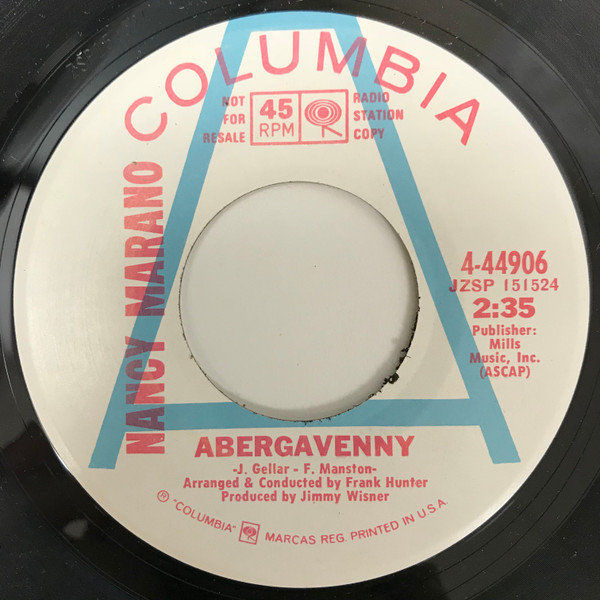 COLUMBIA
NOT FOR RESALE
45 RPM
RADIO STATION COPY
NANCY MARANO
4-44906
JZSP 151524
2:35
Publisher:
Mills
Music, Inc.
(ASCAP)
ABERGAVENNY
-J. Gellar - F. Manston-
Arranged & Conducted by Frank Hunter
Produced by Jimmy Wisner
℗ "COLUMBIA" MARCAS REG. PRINTED IN U.S.A.